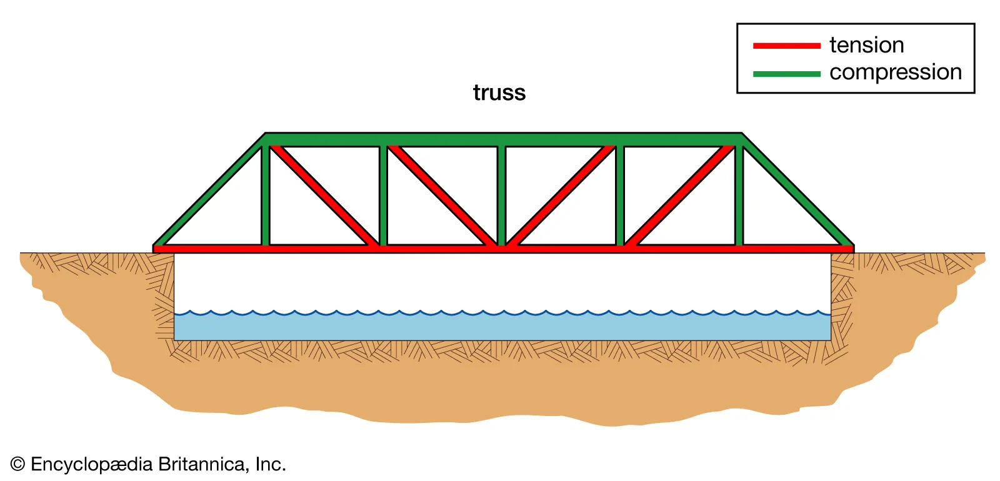 tension
compression
truss
© Encyclopædia Britannica, Inc.